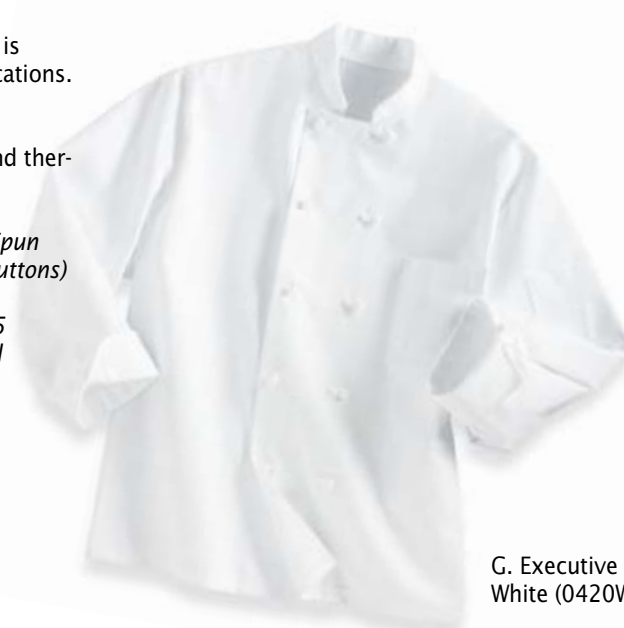 is
cations.
nd ther-
pun
uttons)
5
G. Executive
White (0420W